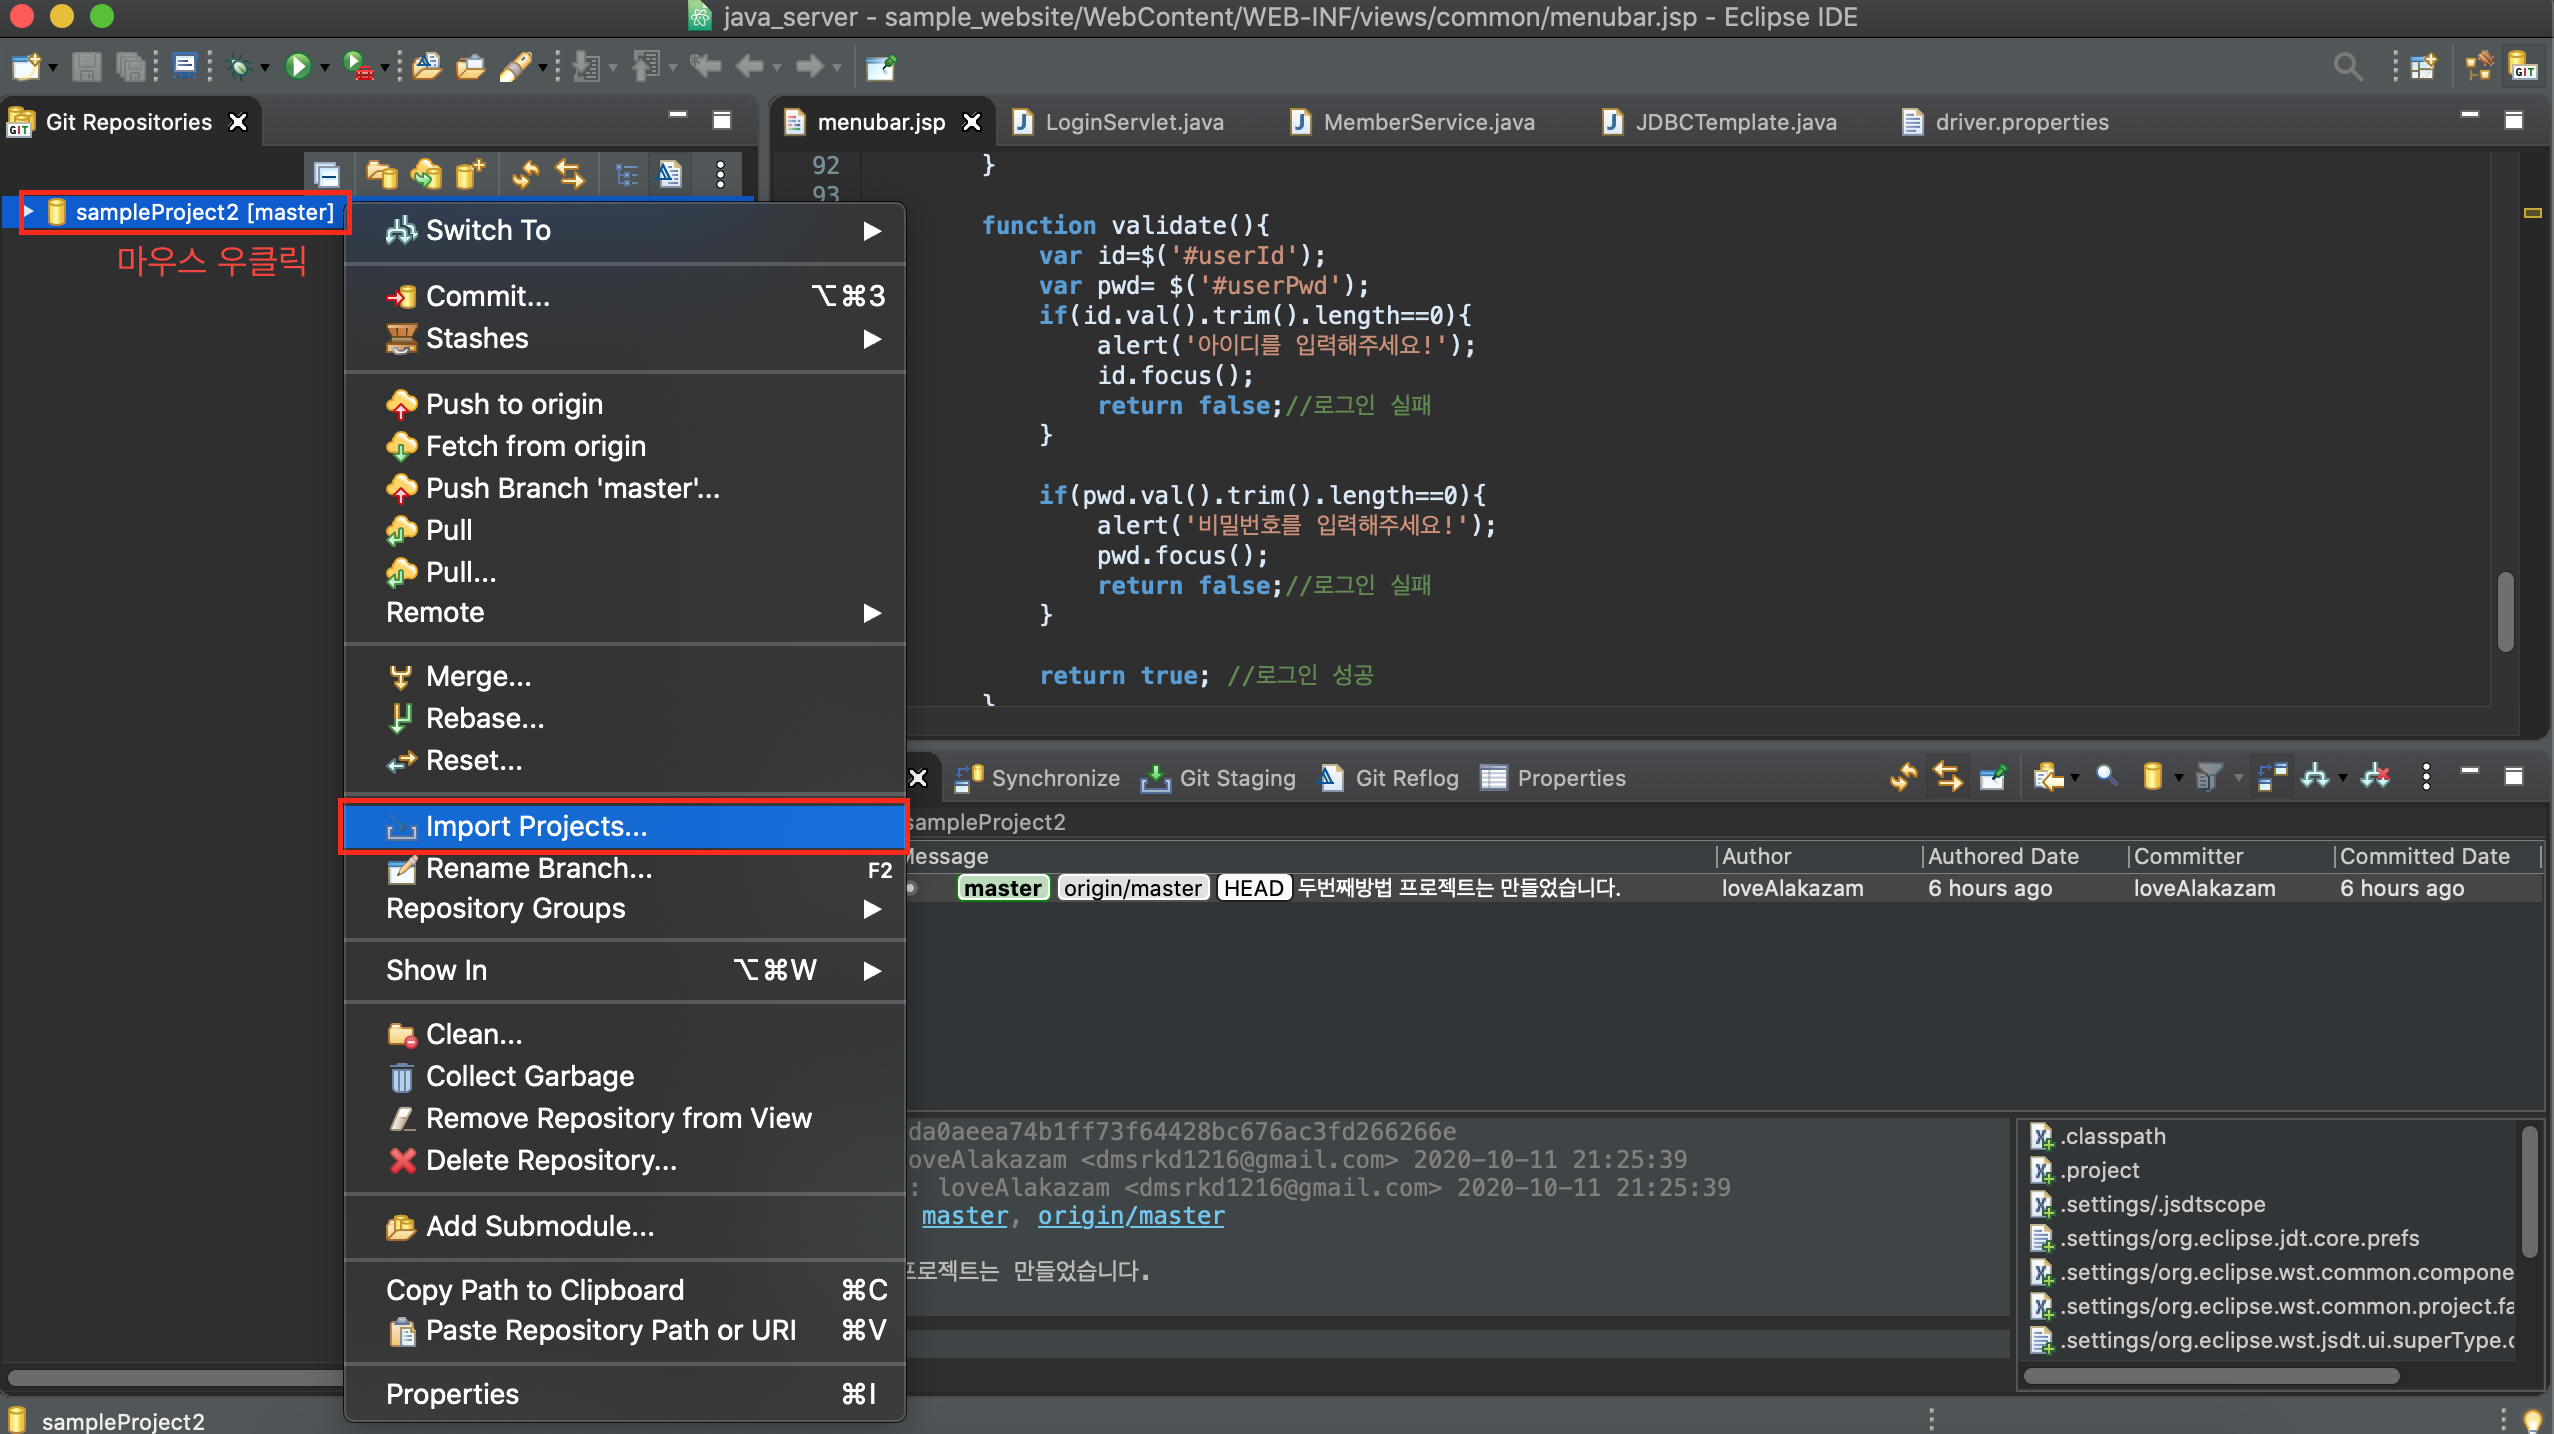 java_server - sample_website/WebContent/WEB-INF/views/common/menubar.jsp - Eclipse IDE
GIT
GIT Git Repositories
menubar.jsp
LoginServlet.java
MemberService.java
JDBCTemplate.java
driver.properties
sampleProject2 [master]
마우스 우클릭
Switch To
Commit... ⌥⌘3
Stashes
Push to origin
Fetch from origin
Push Branch 'master'...
Pull
Pull...
Remote
Merge...
Rebase...
Reset...
Import Projects...
Rename Branch... F2
Repository Groups
Show In ⌥⌘W
Clean...
Collect Garbage
Remove Repository from View
Delete Repository...
Add Submodule...
Copy Path to Clipboard ⌘C
Paste Repository Path or URI ⌘V
Properties ⌘I
92 }
93
function validate(){
var id=$('#userId');
var pwd= $('#userPwd');
if(id.val().trim().length==0){
alert('아이디를 입력해주세요!');
id.focus();
return false;//로그인 실패
}
if(pwd.val().trim().length==0){
alert('비밀번호를 입력해주세요!');
pwd.focus();
return false;//로그인 실패
}
return true; //로그인 성공
}
Synchronize
Git Staging
Git Reflog
Properties
sampleProject2
Message Author Authored Date Committer Committed Date
master origin/master HEAD 두번째방법 프로젝트는 만들었습니다. loveAlakazam 6 hours ago loveAlakazam 6 hours ago
da0aeea74b1ff73f64428bc676ac3fd266266e
oveAlakazam <dmsrkd1216@gmail.com> 2020-10-11 21:25:39
: loveAlakazam <dmsrkd1216@gmail.com> 2020-10-11 21:25:39
master, origin/master
프로젝트는 만들었습니다.
.classpath
.project
.settings/.jsdtscope
.settings/org.eclipse.jdt.core.prefs
.settings/org.eclipse.wst.common.compone
.settings/org.eclipse.wst.common.project.fa
.settings/org.eclipse.wst.jsdt.ui.superType.c
sampleProject2